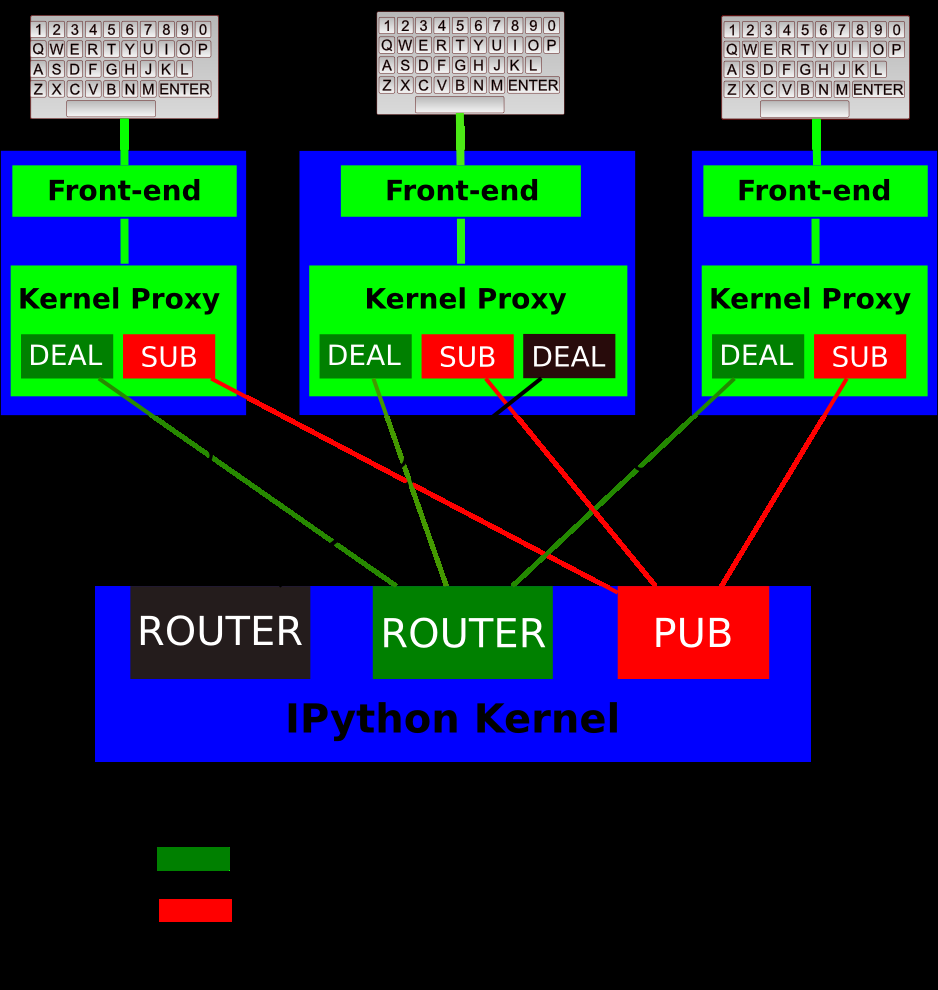 1 2 3 4 5 6 7 8 9 0
Q W E R T Y U I O P
A S D F G H J K L
Z X C V B N M ENTER
1 2 3 4 5 6 7 8 9 0
Q W E R T Y U I O P
A S D F G H J K L
Z X C V B N M ENTER
1 2 3 4 5 6 7 8 9 0
Q W E R T Y U I O P
A S D F G H J K L
Z X C V B N M ENTER
Front-end
Front-end
Front-end
Kernel Proxy
Kernel Proxy
Kernel Proxy
DEAL SUB
DEAL SUB DEAL
DEAL SUB
ROUTER ROUTER PUB
IPython Kernel